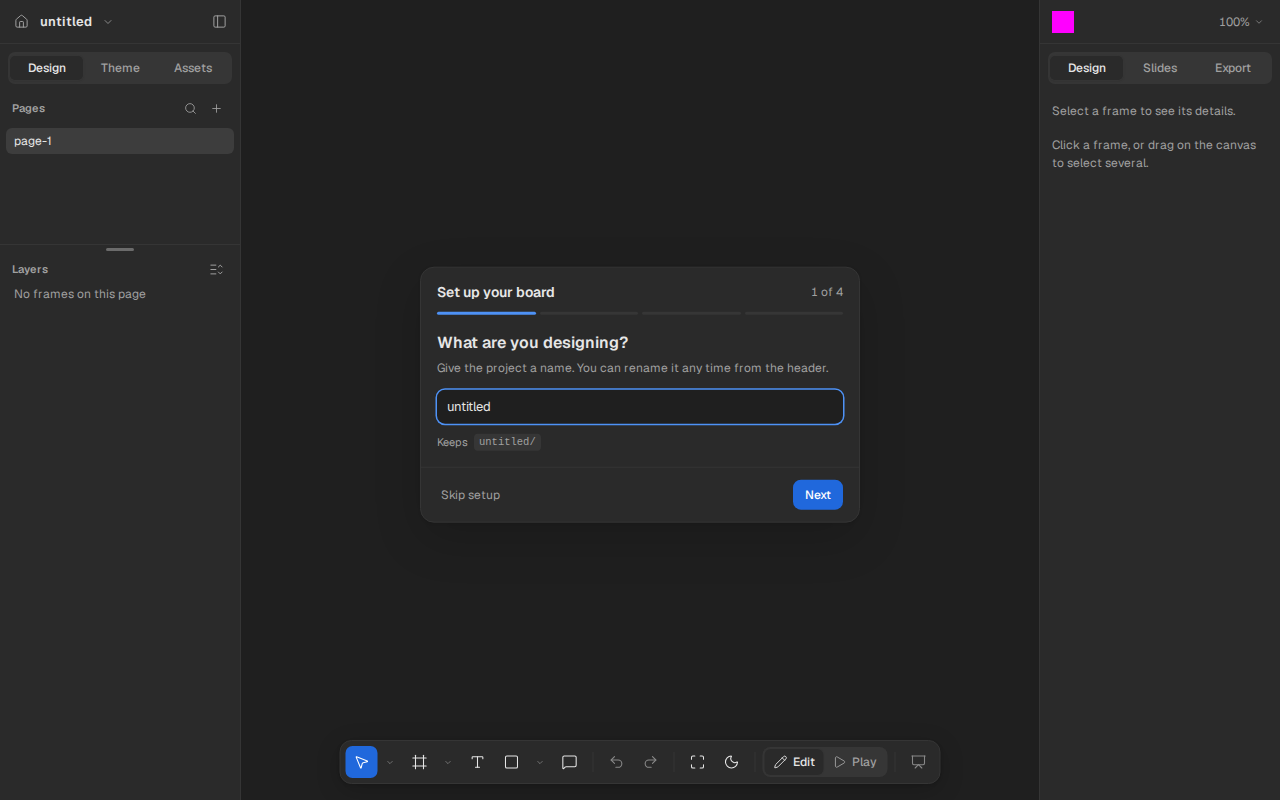 untitled
Design Theme Assets
Pages
page-1
Layers
No frames on this page
Set up your board 1 of 4
What are you designing?
Give the project a name. You can rename it any time from the header.
untitled
Keeps untitled/
Skip setup Next
Edit Play
100%
Design Slides Export
Select a frame to see its details.
Click a frame, or drag on the canvas
to select several.